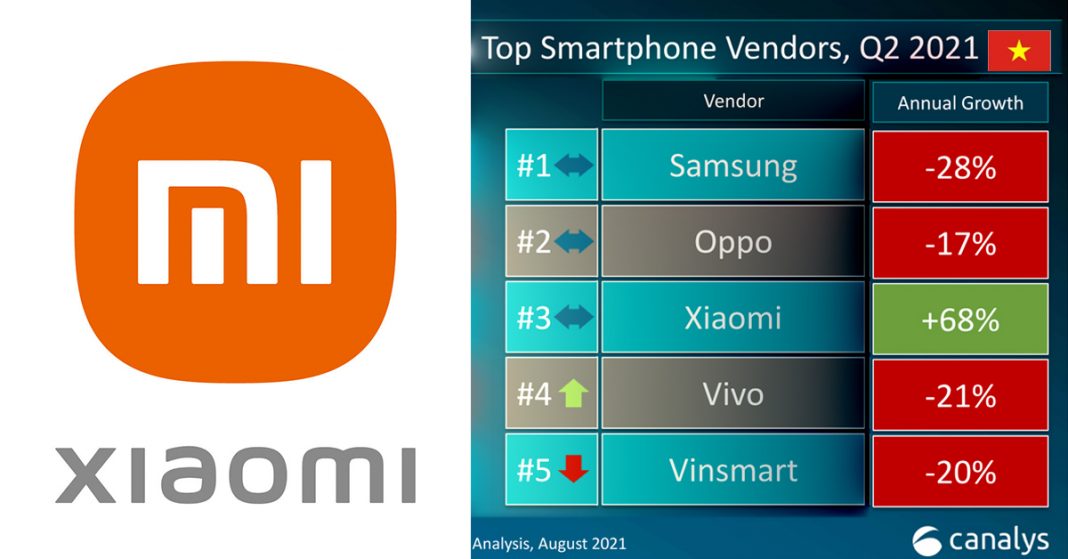 mi
xiaomi
Top Smartphone Vendors, Q2 2021
Vendor Annual Growth
#1 Samsung -28%
#2 Oppo -17%
#3 Xiaomi +68%
#4 Vivo -21%
#5 Vinsmart -20%
Analysis, August 2021
canalys